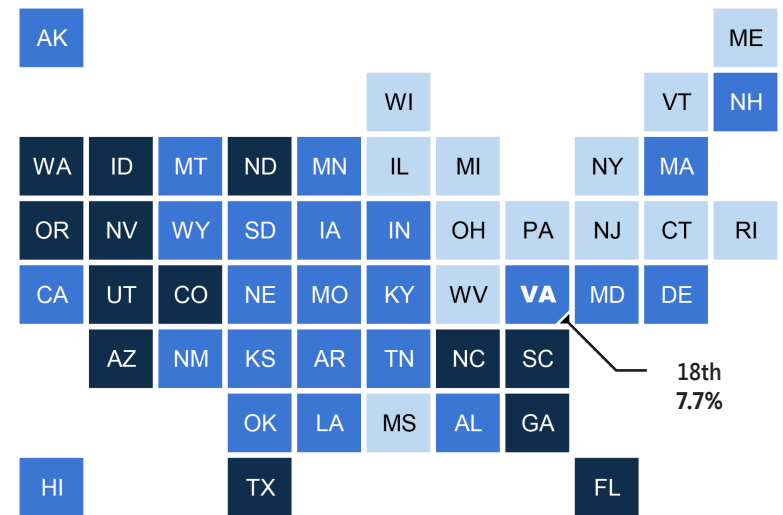 AK ME
WI VT NH
WA ID MT ND MN IL MI NY MA
OR NV WY SD IA IN OH PA NJ CT RI
CA UT CO NE MO KY WV VA MD DE
AZ NM KS AR TN NC SC
18th
7.7%
OK LA MS AL GA
HI TX FL